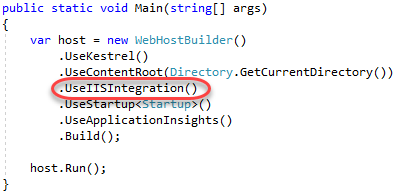 public static void Main(string[] args)
{
    var host = new WebHostBuilder()
        .UseKestrel()
        .UseContentRoot(Directory.GetCurrentDirectory())
        .UseIISIntegration()
        .UseStartup<Startup>()
        .UseApplicationInsights()
        .Build();

    host.Run();
}